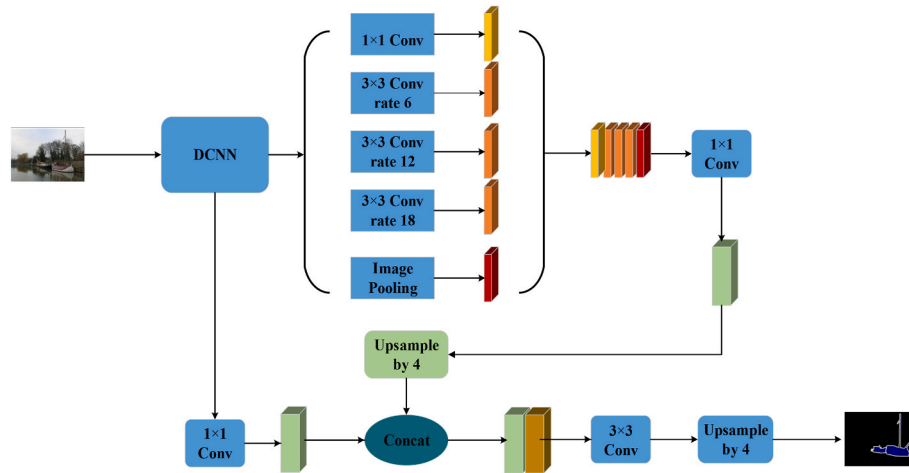 1×1 Conv
3×3 Conv
rate 6
DCNN
3×3 Conv
rate 12
1×1
Conv
3×3 Conv
rate 18
Image
Pooling
Upsample
by 4
1×1
Conv
Concat
3×3
Conv
Upsample
by 4